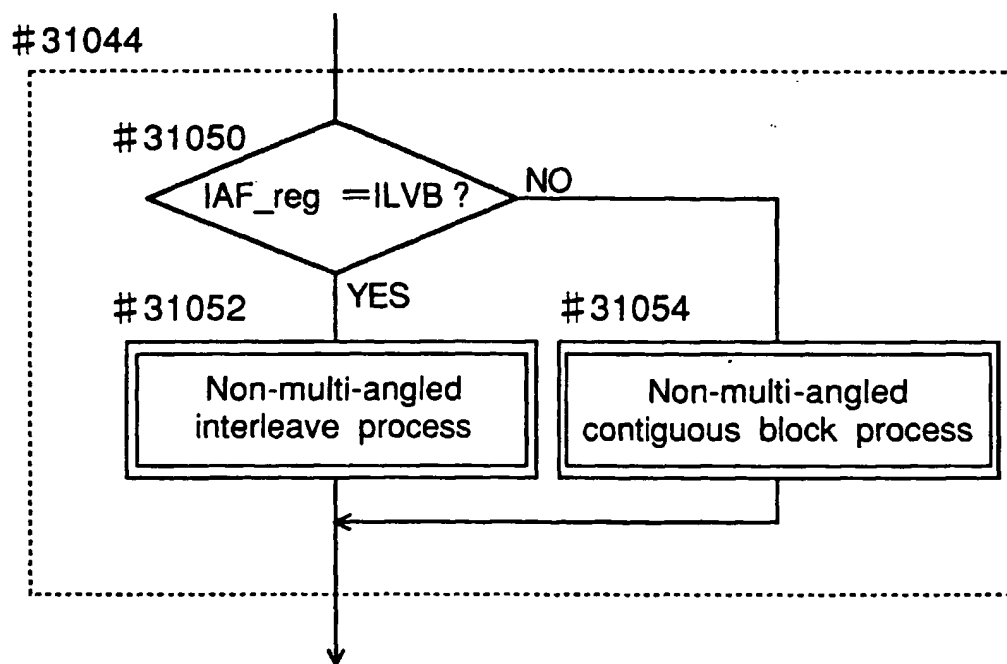 #31044
#31050
IAF_reg =ILVB ?
NO
YES
#31052
#31054
Non-multi-angled
interleave process
Non-multi-angled
contiguous block process